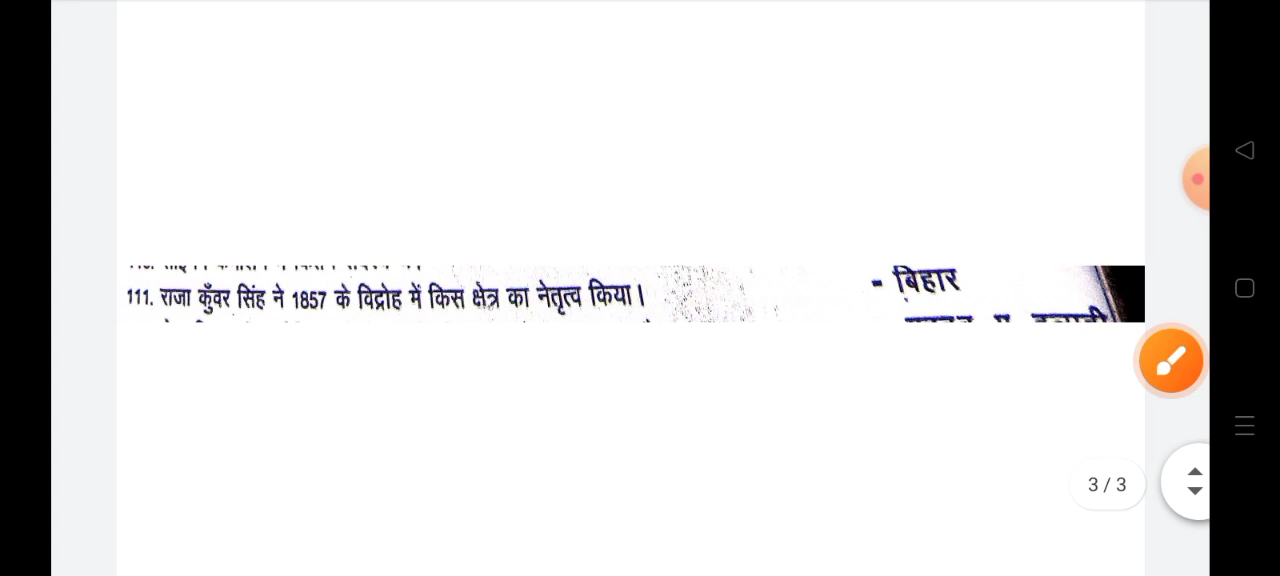 111. राजा कुँवर सिंह ने 1857 के विद्रोह में किस क्षेत्र का नेतृत्व किया। - बिहार
3 / 3